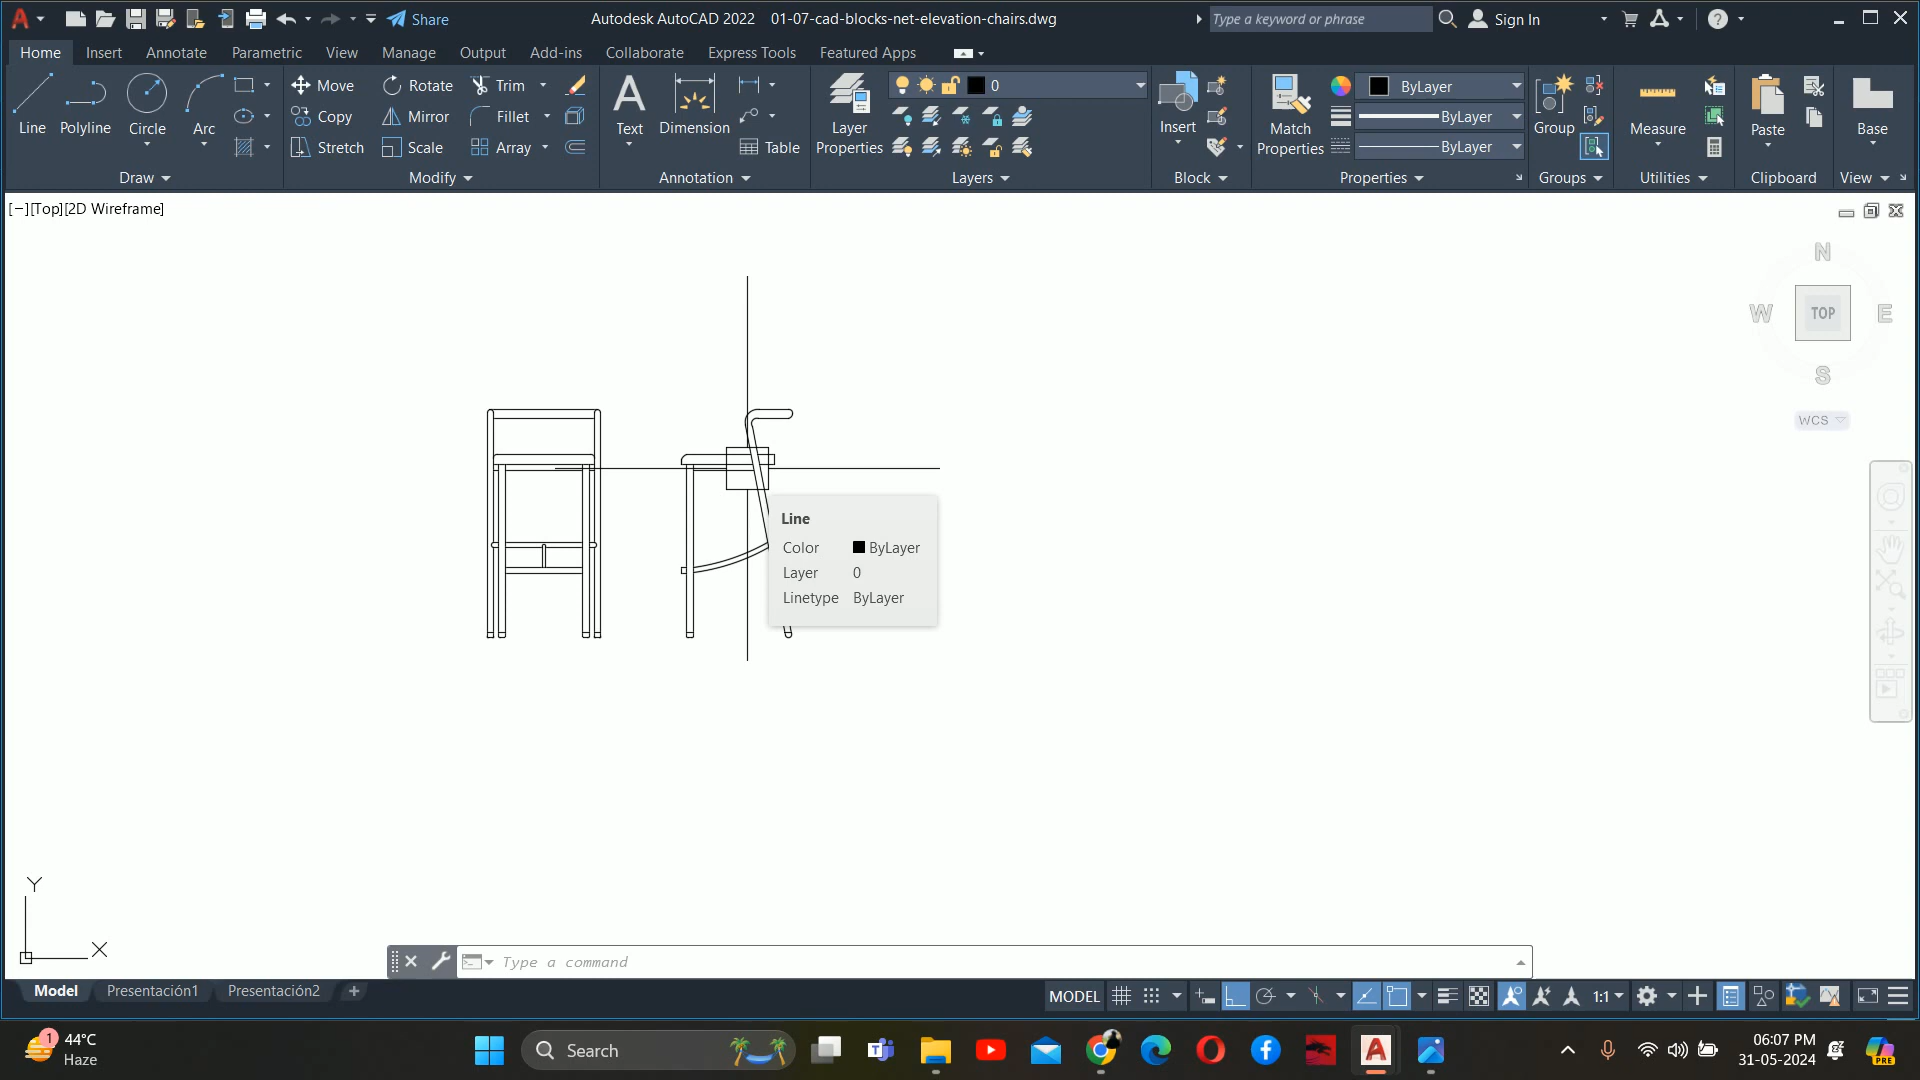 Share
Autodesk AutoCAD 2022 01-07-cad-blocks-net-elevation-chairs.dwg
Type a keyword or phrase
Sign In
Home Insert Annotate Parametric View Manage Output Add-ins Collaborate Express Tools Featured Apps
Line Polyline Circle Arc
Draw
Move Rotate Trim
Copy Mirror Fillet
Stretch Scale Array
Modify
Text Dimension Table
Annotation
Layer Properties
0
Layers
Insert
Block
Match Properties
ByLayer
ByLayer
ByLayer
Properties
Group
Groups
Measure
Utilities
Paste
Clipboard
Base
View
[−][Top][2D Wireframe]
N
W TOP E
S
WCS
Line
Color ByLayer
Layer 0
Linetype ByLayer
Y
X
Type a command
Model Presentación1 Presentación2
MODEL 1:1
1 44°C
Haze
Search
06:07 PM
31-05-2024
PRE